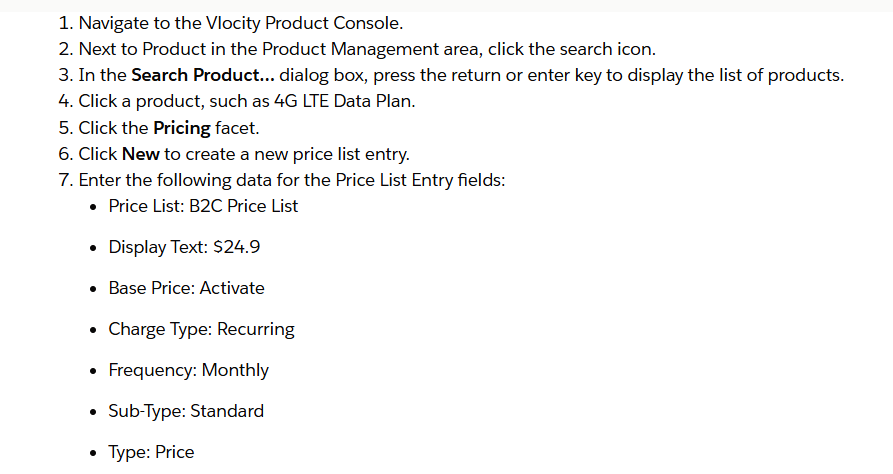 1. Navigate to the Vlocity Product Console.
2. Next to Product in the Product Management area, click the search icon.
3. In the Search Product... dialog box, press the return or enter key to display the list of products.
4. Click a product, such as 4G LTE Data Plan.
5. Click the Pricing facet.
6. Click New to create a new price list entry.
7. Enter the following data for the Price List Entry fields:
• Price List: B2C Price List
• Display Text: $24.9
• Base Price: Activate
• Charge Type: Recurring
• Frequency: Monthly
• Sub-Type: Standard
• Type: Price